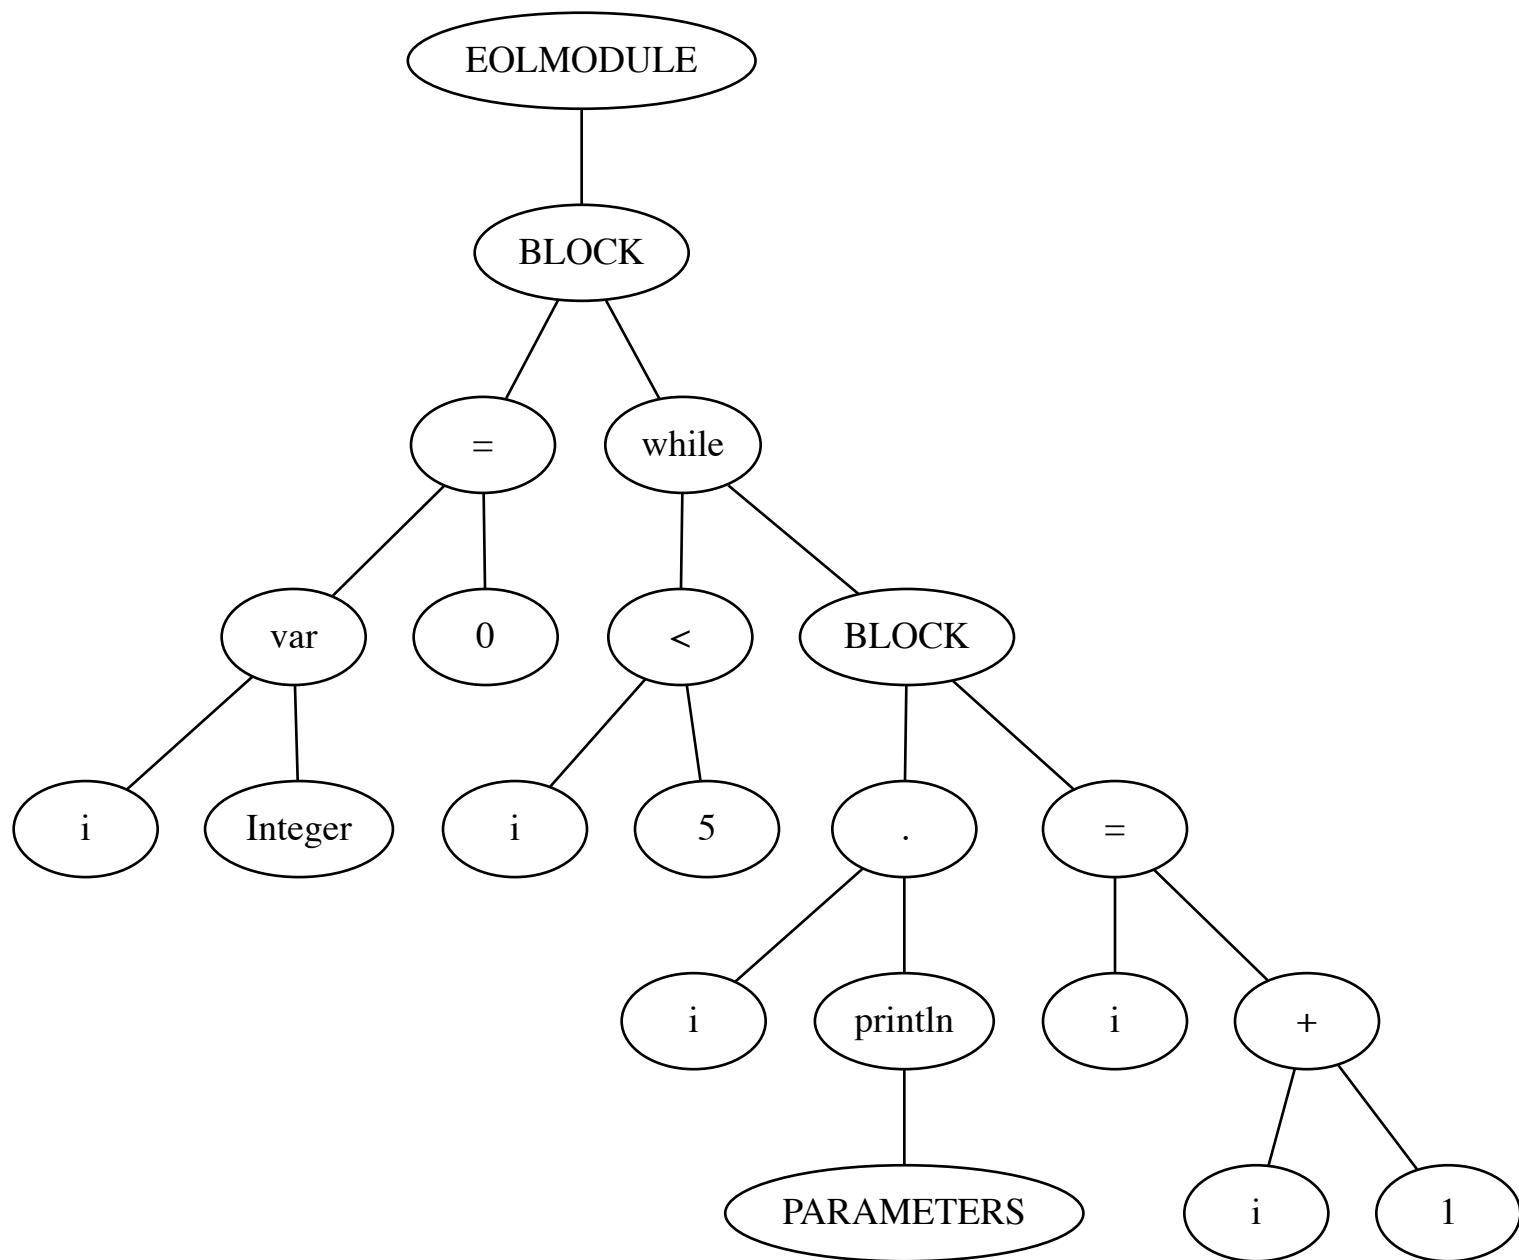 EOLMODULE
BLOCK
= while
var 0 < BLOCK
i Integer i 5 . =
i println i +
PARAMETERS i 1